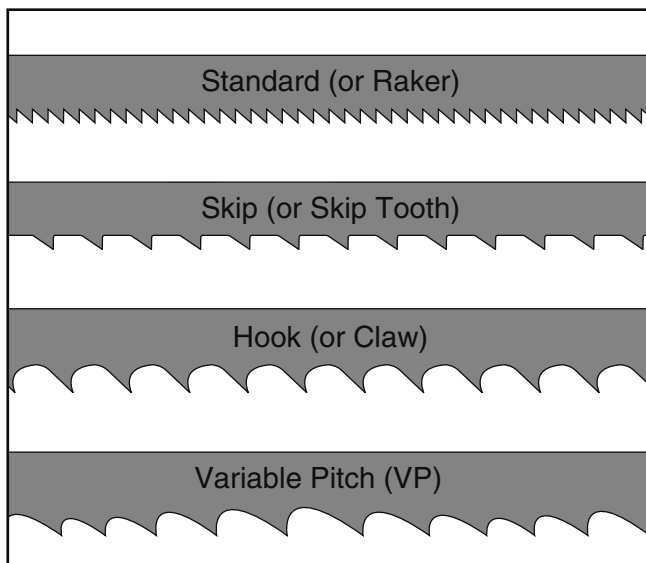 Standard (or Raker)
Skip (or Skip Tooth)
Hook (or Claw)
Variable Pitch (VP)